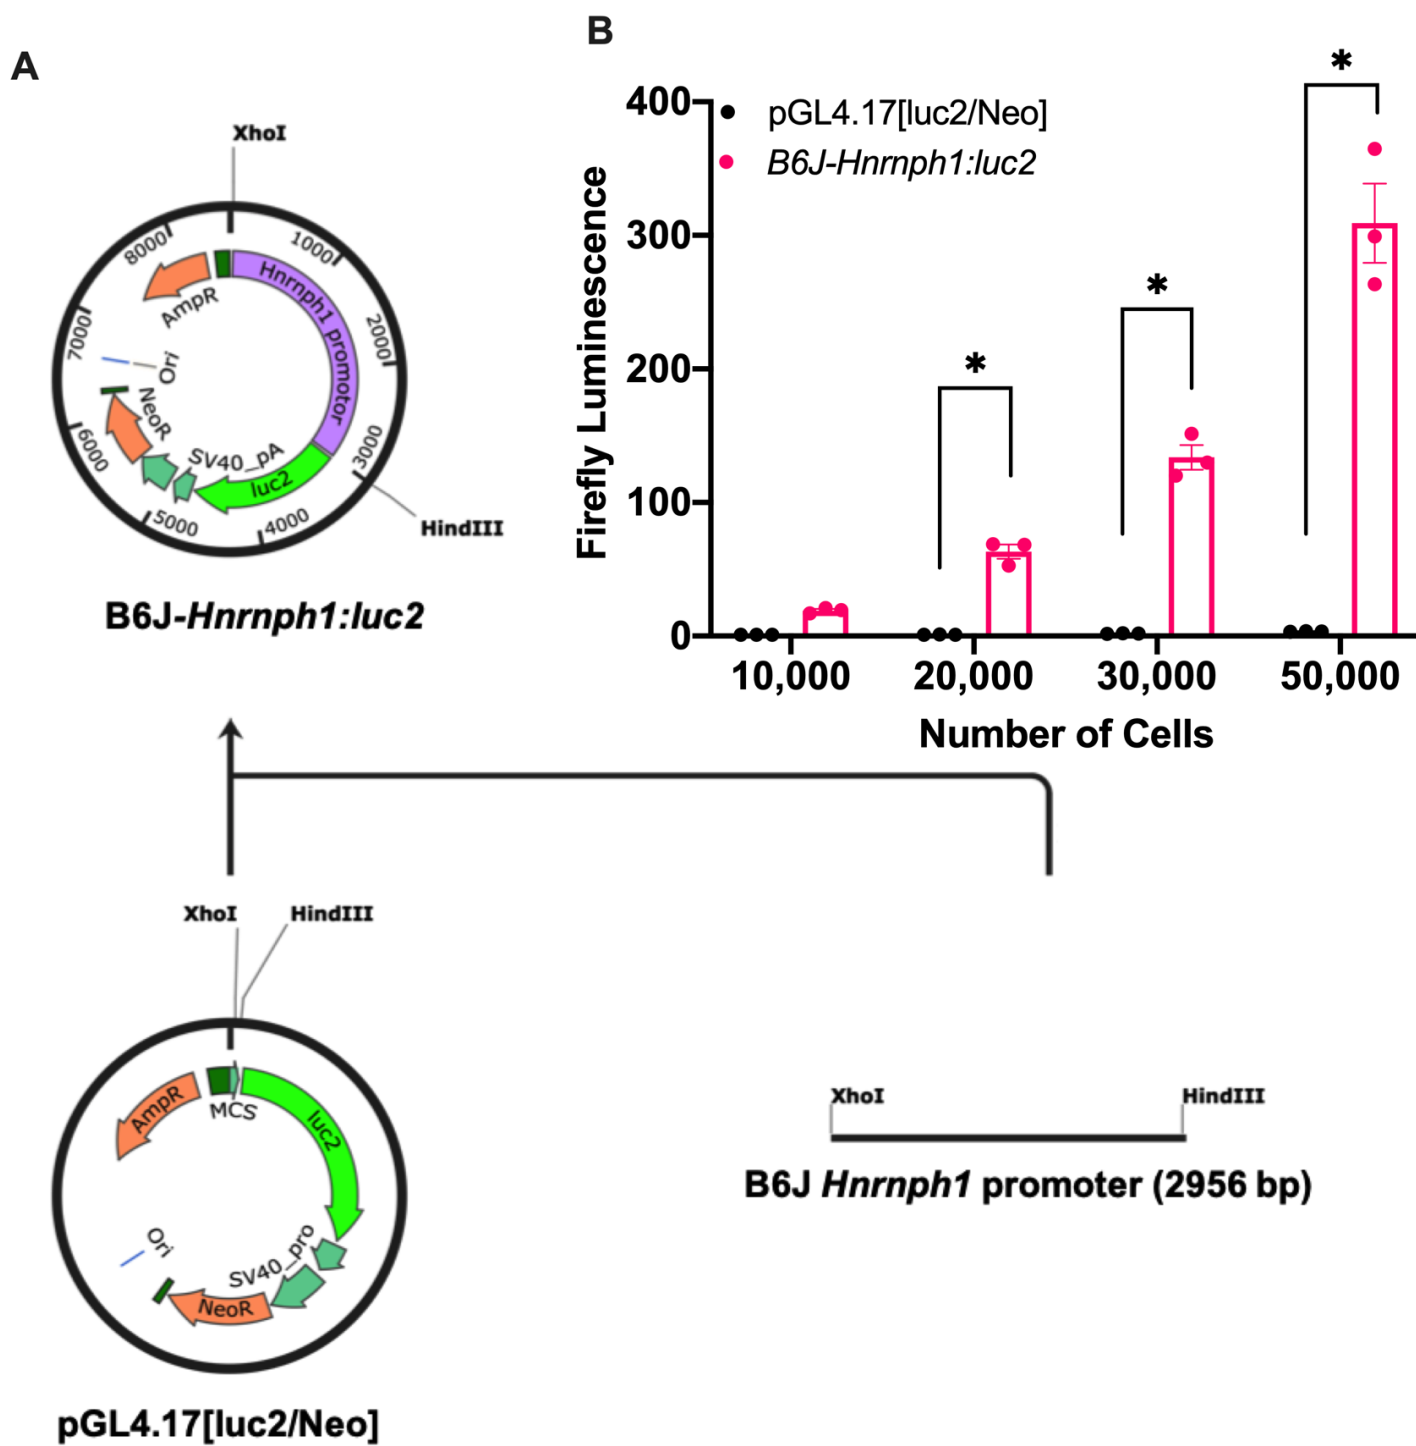 A
XhoI
8000
1000
2000
3000
4000
5000
6000
7000
Hnrnph1 promotor
AmpR
Ori
NeoR
SV40_pA
luc2
HindIII
B6J-Hnrnph1:luc2
B
400
300
200
100
0
Firefly Luminescence
pGL4.17[luc2/Neo]
B6J-Hnrnph1:luc2
*
*
*
10,000
20,000
30,000
50,000
Number of Cells
XhoI
HindIII
AmpR
MCS
luc2
Ori
SV40_pro
NeoR
pGL4.17[luc2/Neo]
XhoI
HindIII
B6J Hnrnph1 promoter (2956 bp)